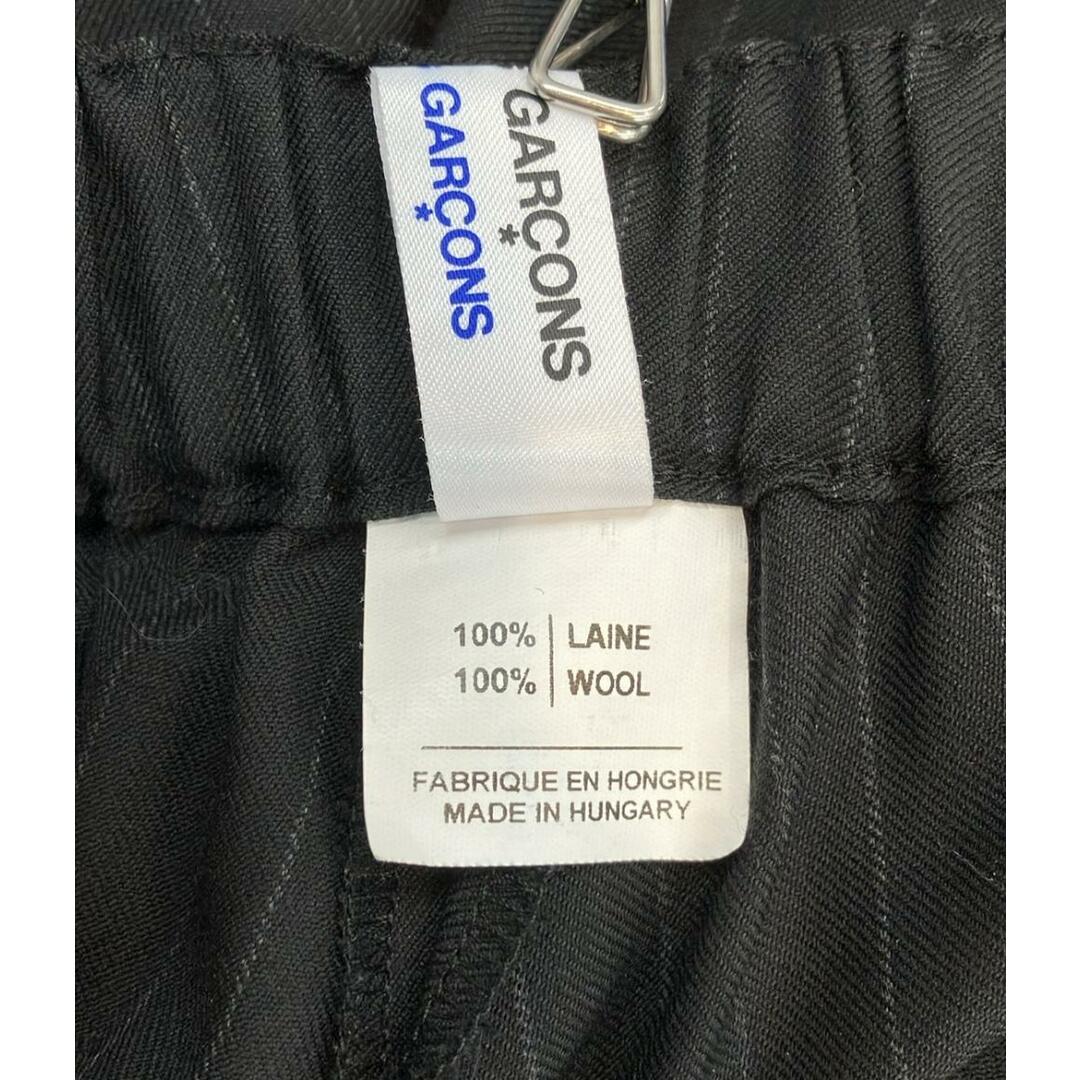 GARÇONS
GARÇONS
100% LAINE
100% WOOL
FABRIQUE EN HONGRIE
MADE IN HUNGARY